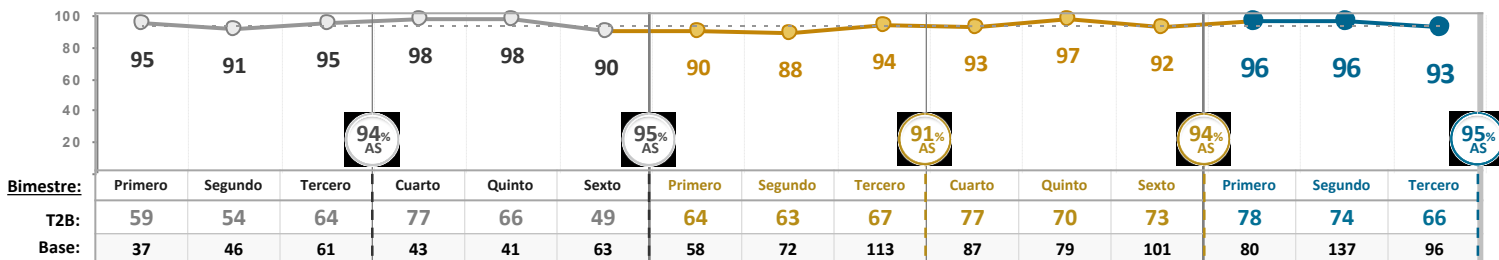 100
80
60
40
20
95 91 95 98 98 90 90 88 94 93 97 92 96 96 93
94% AS 95% AS 91% AS 94% AS 95% AS
Bimestre: Primero Segundo Tercero Cuarto Quinto Sexto Primero Segundo Tercero Cuarto Quinto Sexto Primero Segundo Tercero
T2B: 59 54 64 77 66 49 64 63 67 77 70 73 78 74 66
Base: 37 46 61 43 41 63 58 72 113 87 79 101 80 137 96